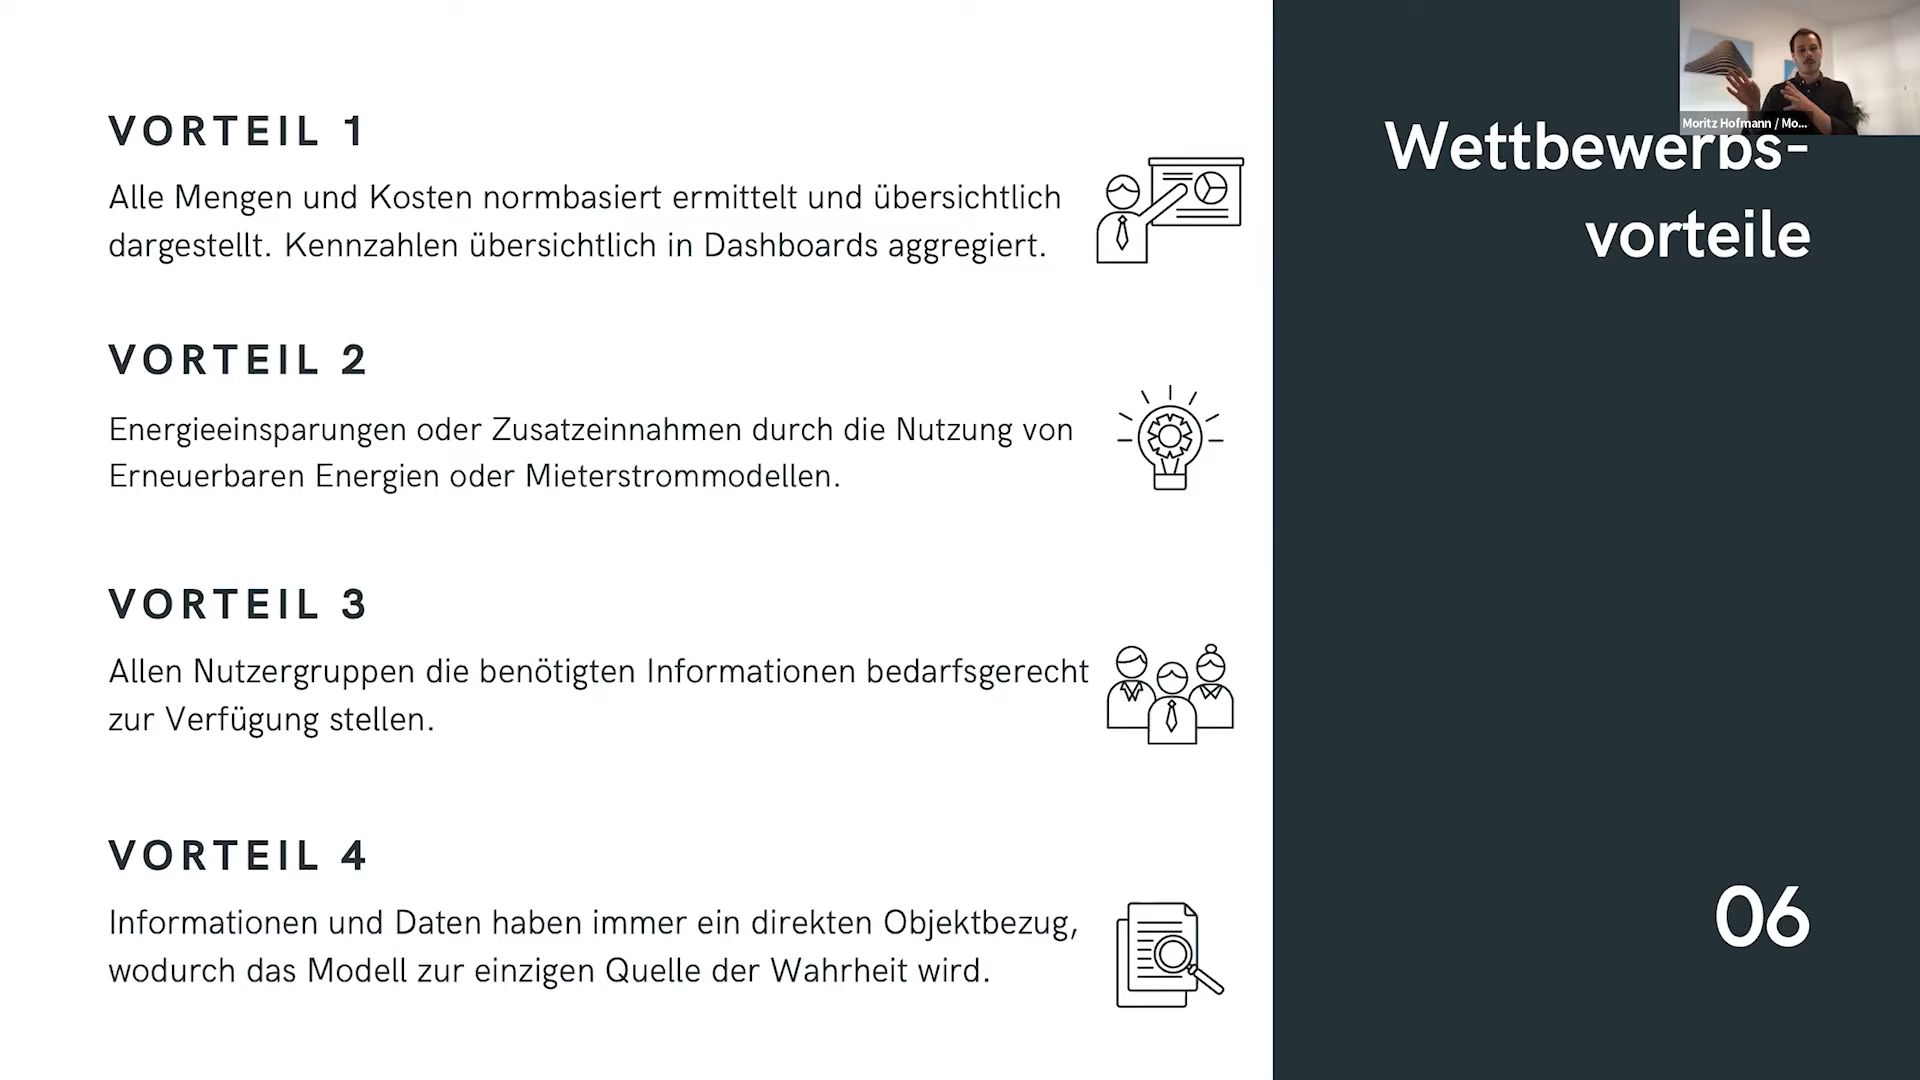 VORTEIL 1
Alle Mengen und Kosten normbasiert ermittelt und übersichtlich
dargestellt. Kennzahlen übersichtlich in Dashboards aggregiert.
VORTEIL 2
Energieeinsparungen oder Zusatzeinnahmen durch die Nutzung von
Erneuerbaren Energien oder Mieterstrommodellen.
VORTEIL 3
Allen Nutzergruppen die benötigten Informationen bedarfsgerecht
zur Verfügung stellen.
VORTEIL 4
Informationen und Daten haben immer ein direkten Objektbezug,
wodurch das Modell zur einzigen Quelle der Wahrheit wird.
Moritz Hofmann / Mo...
Wettbewerbs-
vorteile
06